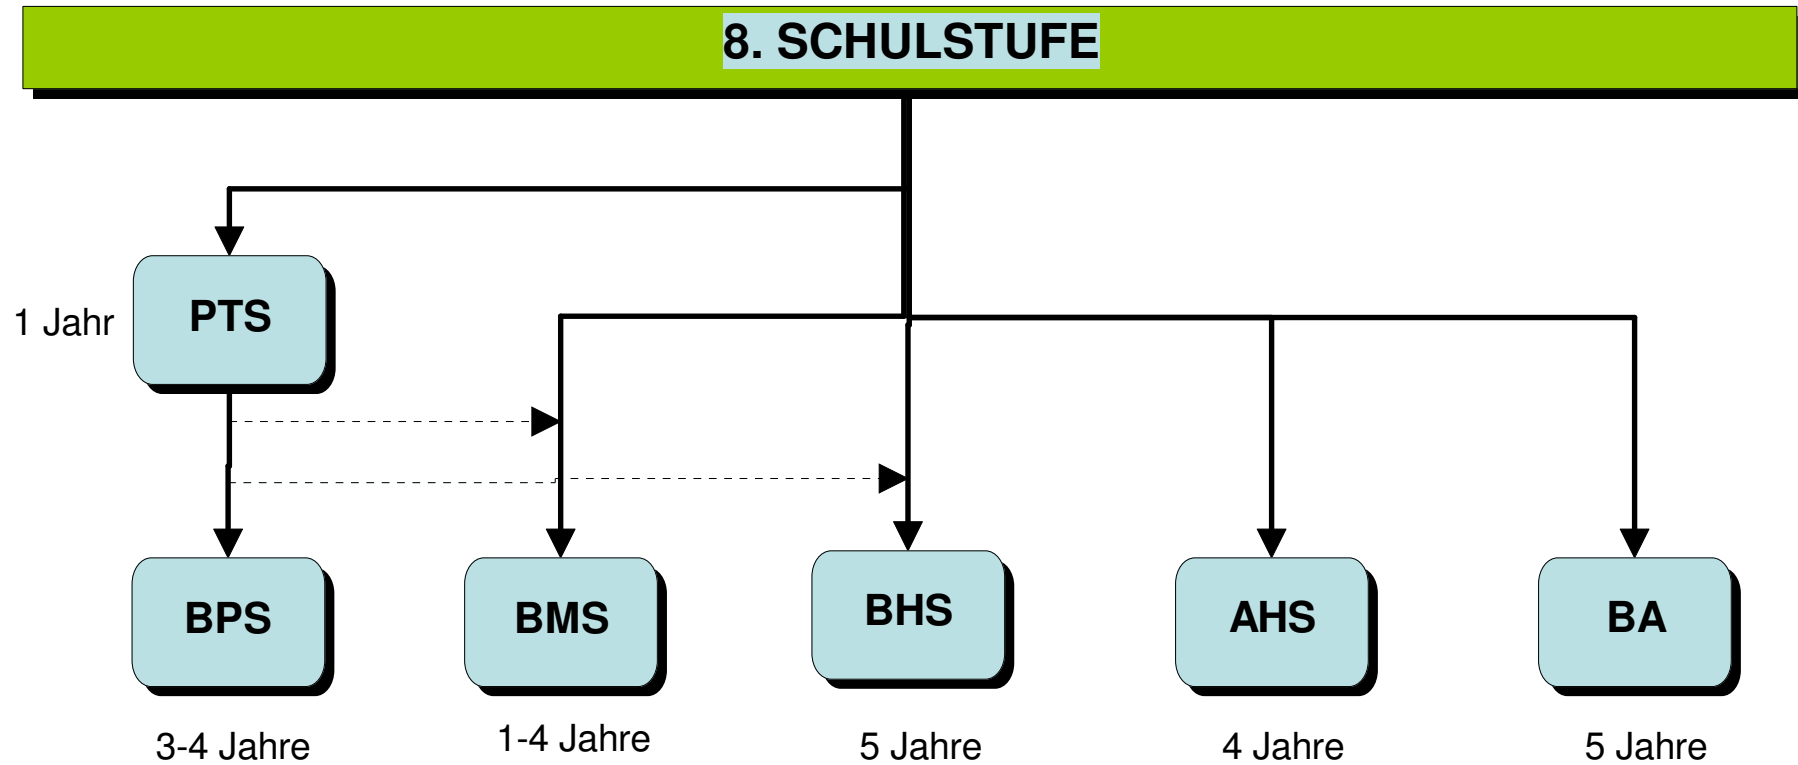 8. SCHULSTUFE
1 Jahr
PTS
BPS
BMS
BHS
AHS
BA
3-4 Jahre
1-4 Jahre
5 Jahre
4 Jahre
5 Jahre